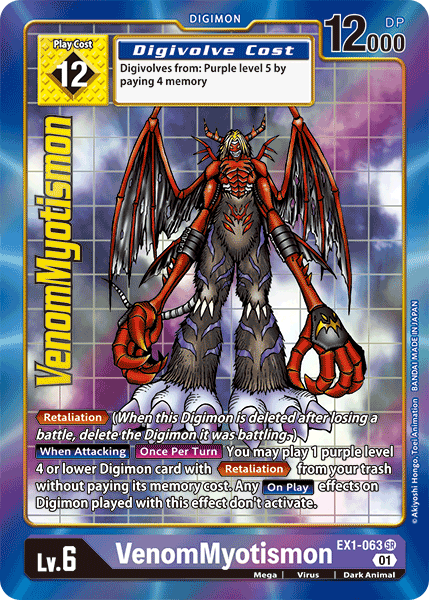 DIGIMON
Play Cost
12
Digivolve Cost
Digivolves from: Purple level 5 by
paying 4 memory
DP
12000
VenomMyotismon
Retaliation (When this Digimon is deleted after losing a
battle, delete the Digimon it was battling.)
When Attacking Once Per Turn You may play 1 purple level
4 or lower Digimon card with Retaliation from your trash
without paying its memory cost. Any On Play effects on
Digimon played with this effect don't activate.
©Akiyoshi Hongo, Toei Animation BANDAI MADE IN JAPAN
Lv.6
VenomMyotismon
EX1-063 SR
01
Mega | Virus | Dark Animal